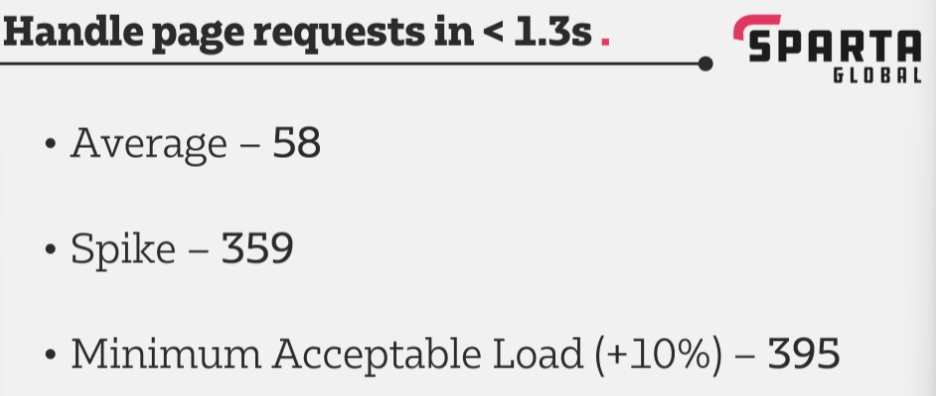 Handle page requests in < 1.3s .
SPARTA
GLOBAL
• Average – 58
• Spike – 359
• Minimum Acceptable Load (+10%) – 395